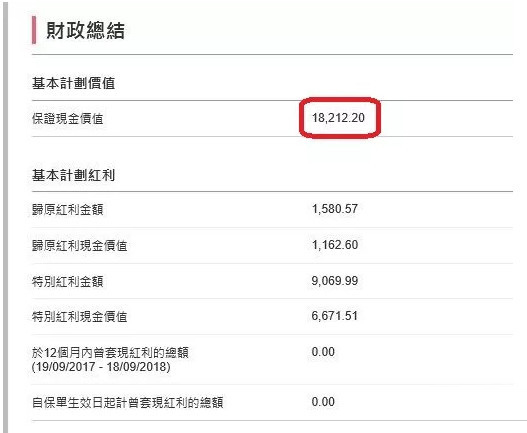 財政總結
基本計劃價值
保證現金價值 18,212.20
基本計劃紅利
歸原紅利金額 1,580.57
歸原紅利現金價值 1,162.60
特別紅利金額 9,069.99
特別紅利現金價值 6,671.51
於12個月內曾套現紅利的總額 0.00
(19/09/2017 - 18/09/2018)
自保單生效日起計曾套現紅利的總額 0.00